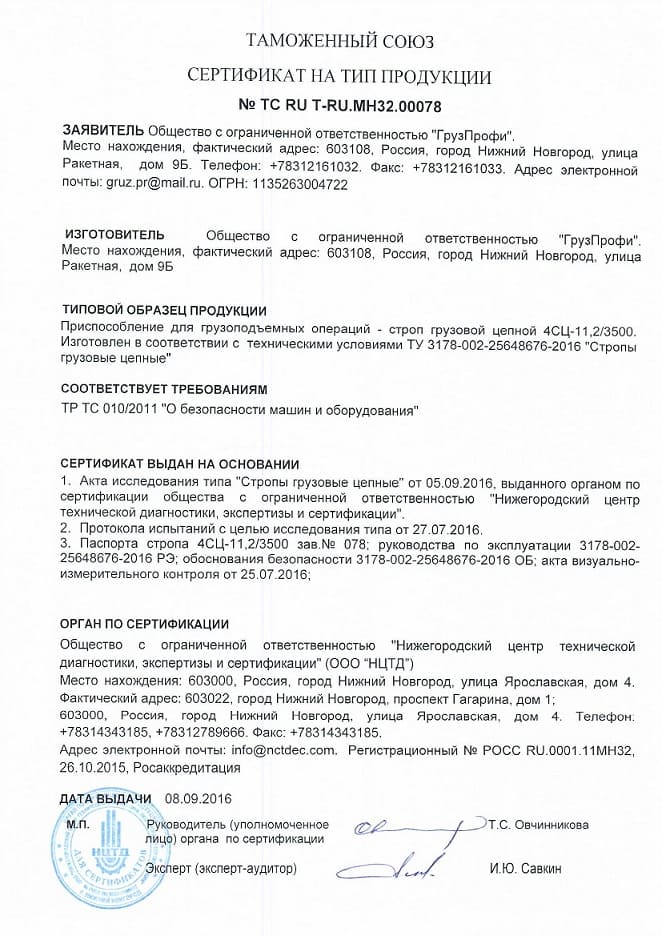 ТАМОЖЕННЫЙ СОЮЗ
СЕРТИФИКАТ НА ТИП ПРОДУКЦИИ
№ ТС RU T-RU.МН32.00078
ЗАЯВИТЕЛЬ Общество с ограниченной ответственностью "ГрузПрофи".
Место нахождения, фактический адрес: 603108, Россия, город Нижний Новгород, улица
Ракетная, дом 9Б. Телефон: +78312161032. Факс: +78312161033. Адрес электронной
почты: gruz.pr@mail.ru. ОГРН: 1135263004722
ИЗГОТОВИТЕЛЬ Общество с ограниченной ответственностью "ГрузПрофи".
Место нахождения, фактический адрес: 603108, Россия, город Нижний Новгород, улица
Ракетная, дом 9Б
ТИПОВОЙ ОБРАЗЕЦ ПРОДУКЦИИ
Приспособление для грузоподъемных операций - строп грузовой цепной 4СЦ-11,2/3500.
Изготовлен в соответствии с техническими условиями ТУ 3178-002-25648676-2016 "Стропы
грузовые цепные"
СООТВЕТСТВУЕТ ТРЕБОВАНИЯМ
ТР ТС 010/2011 "О безопасности машин и оборудования"
СЕРТИФИКАТ ВЫДАН НА ОСНОВАНИИ
1. Акта исследования типа "Стропы грузовые цепные" от 05.09.2016, выданного органом по
сертификации общества с ограниченной ответственностью "Нижегородский центр
технической диагностики, экспертизы и сертификации".
2. Протокола испытаний с целью исследования типа от 27.07.2016.
3. Паспорта стропа 4СЦ-11,2/3500 зав.№ 078; руководства по эксплуатации 3178-002-
25648676-2016 РЭ; обоснования безопасности 3178-002-25648676-2016 ОБ; акта визуально-
измерительного контроля от 25.07.2016;
ОРГАН ПО СЕРТИФИКАЦИИ
Общество с ограниченной ответственностью "Нижегородский центр технической
диагностики, экспертизы и сертификации" (ООО "НЦТД")
Место нахождения: 603000, Россия, город Нижний Новгород, улица Ярославская, дом 4.
Фактический адрес: 603022, город Нижний Новгород, проспект Гагарина, дом 1;
603000, Россия, город Нижний Новгород, улица Ярославская, дом 4. Телефон:
+78314343185, +78312789666. Факс: +78314343185.
Адрес электронной почты: info@nctdec.com. Регистрационный № РОСС RU.0001.11МН32,
26.10.2015, Росаккредитация
ДАТА ВЫДАЧИ 08.09.2016
М.П. Руководитель (уполномоченное
лицо) органа по сертификации Т.С. Овчинникова
Эксперт (эксперт-аудитор) И.Ю. Савкин
НЦТД
ДЛЯ СЕРТИФИКАТОВ